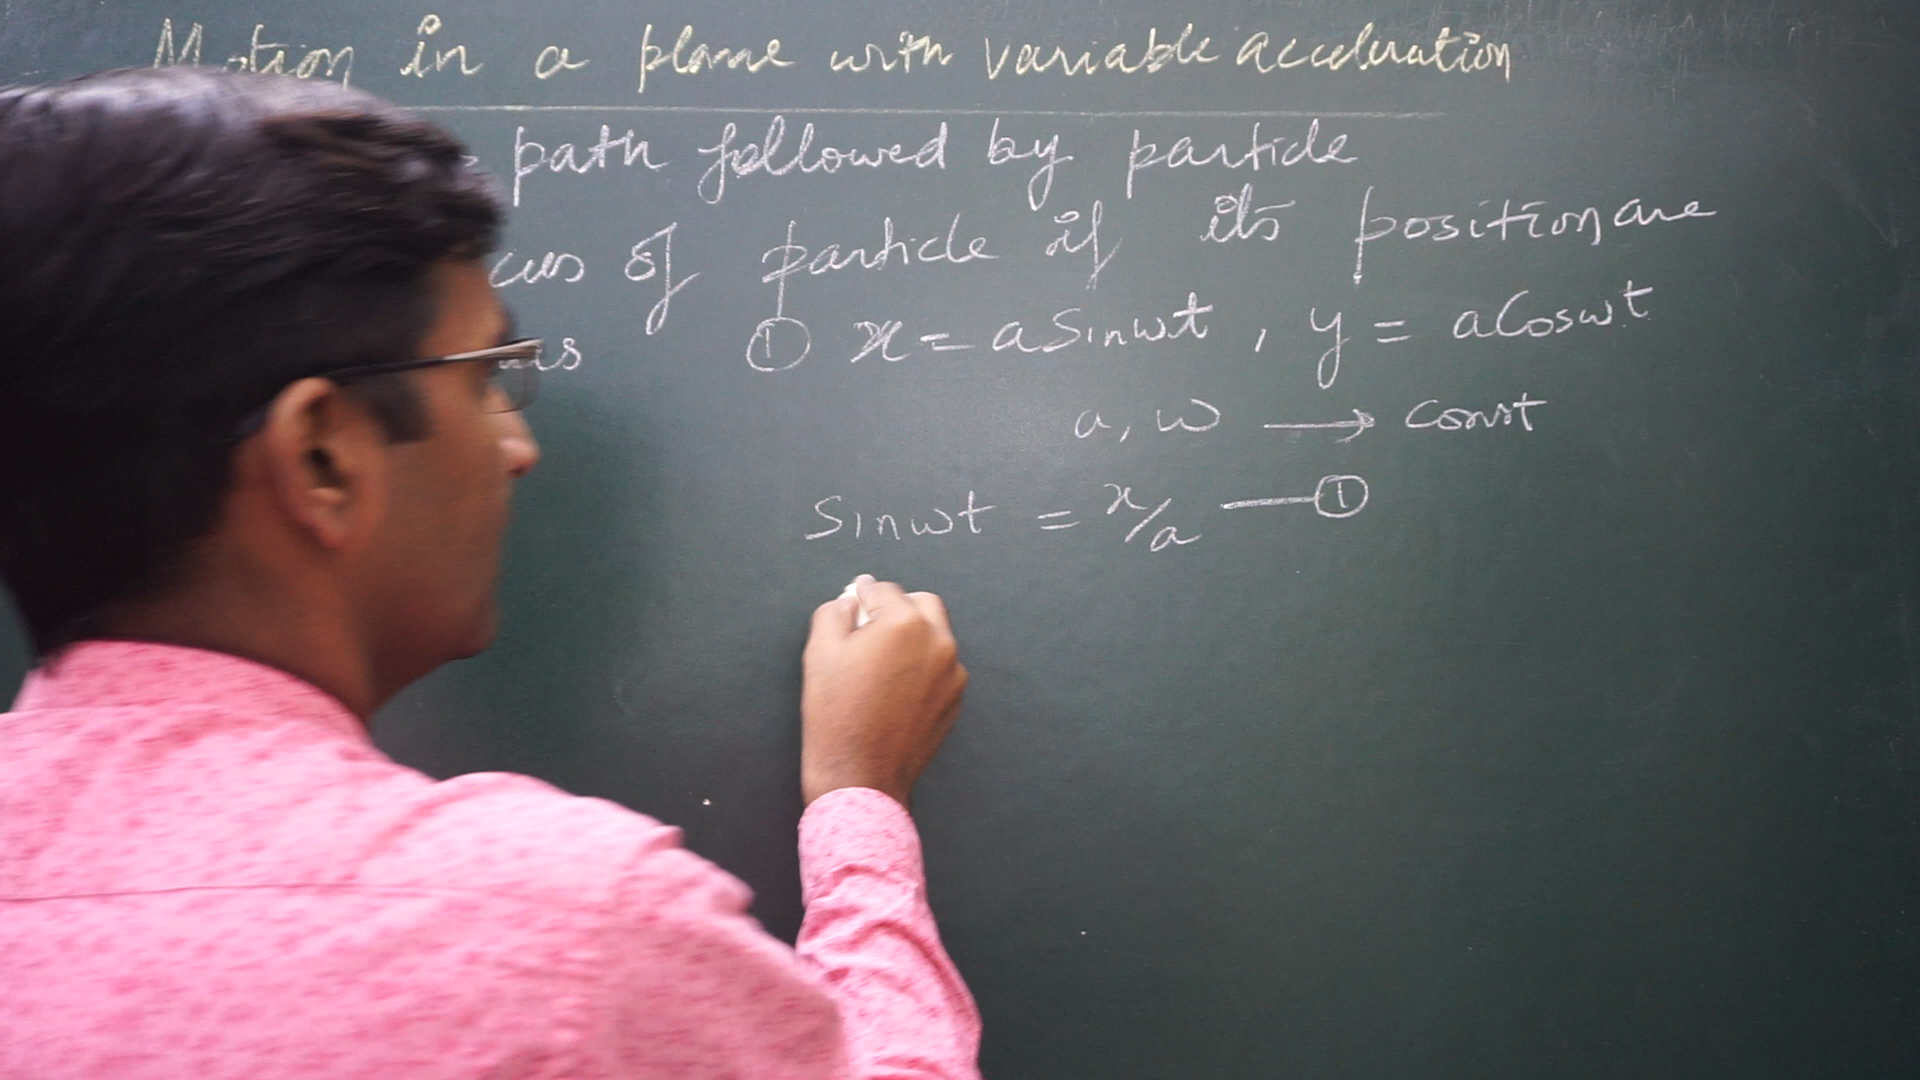 Motion in a plane with variable acceleration
path followed by particle
of particle if its position are
① x = a Sinωt , y = a Cosωt
a, ω → Const
Sinωt = x/a — ①